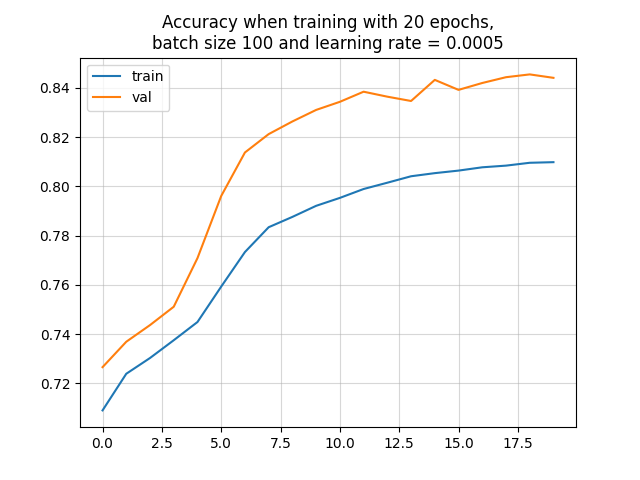 Accuracy when training with 20 epochs,
batch size 100 and learning rate = 0.0005
train
val
0.84
0.82
0.80
0.78
0.76
0.74
0.72
0.0 2.5 5.0 7.5 10.0 12.5 15.0 17.5